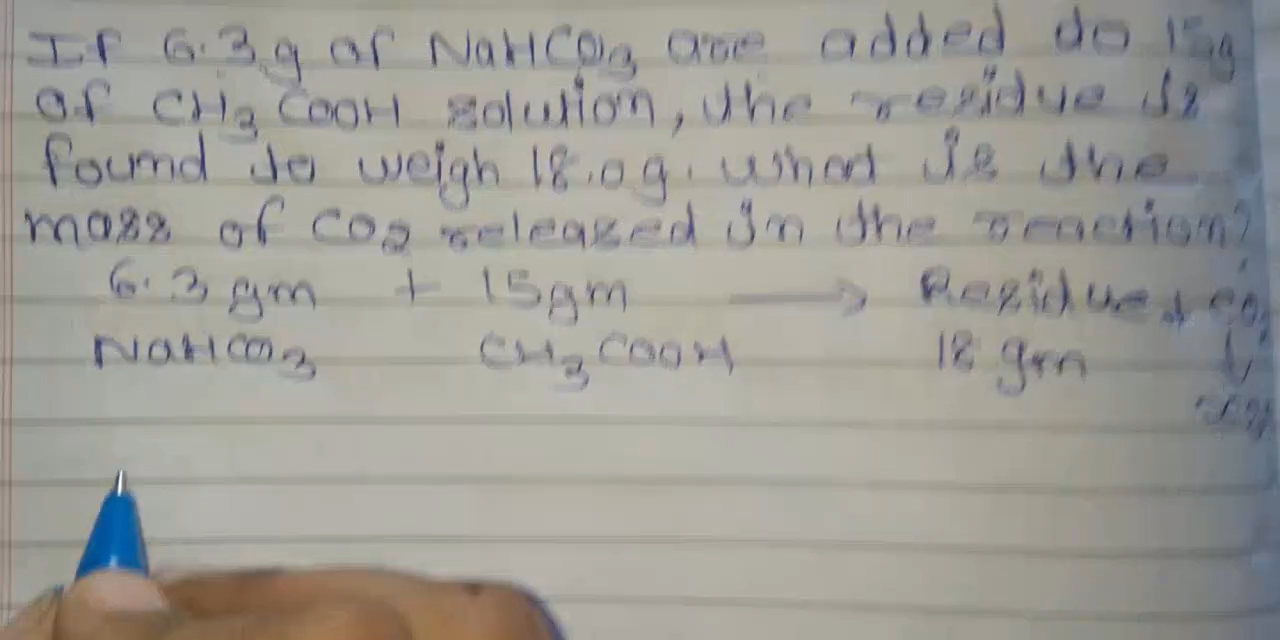 If 6.3g of NaHCO3 are added to 15g
of CH3COOH solution, the residue is
found to weigh 18.0g. What is the
mass of CO2 released in the reaction?
6.3 gm + 15gm → Residue + CO2
NaHCO3 CH3COOH 18 gm ↓